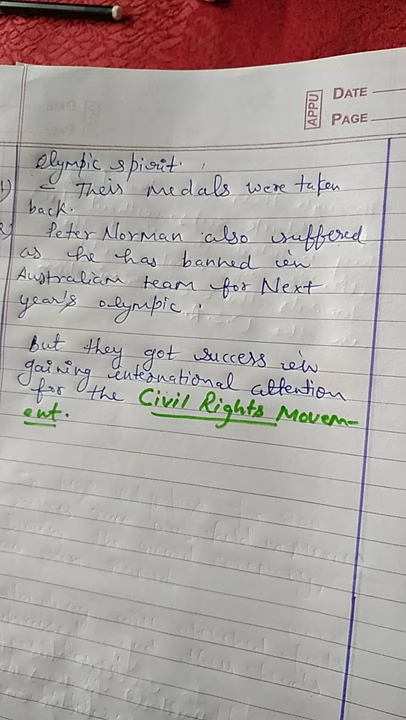 APPU
DATE
PAGE
Olympic spirit.
1)
- Their medals were taken
back.
Peter Norman also suffered
as he has banned in
Australian team for Next
year's olympic.
But they got success in
gaining international attention
for the Civil Rights Movem-
ent.